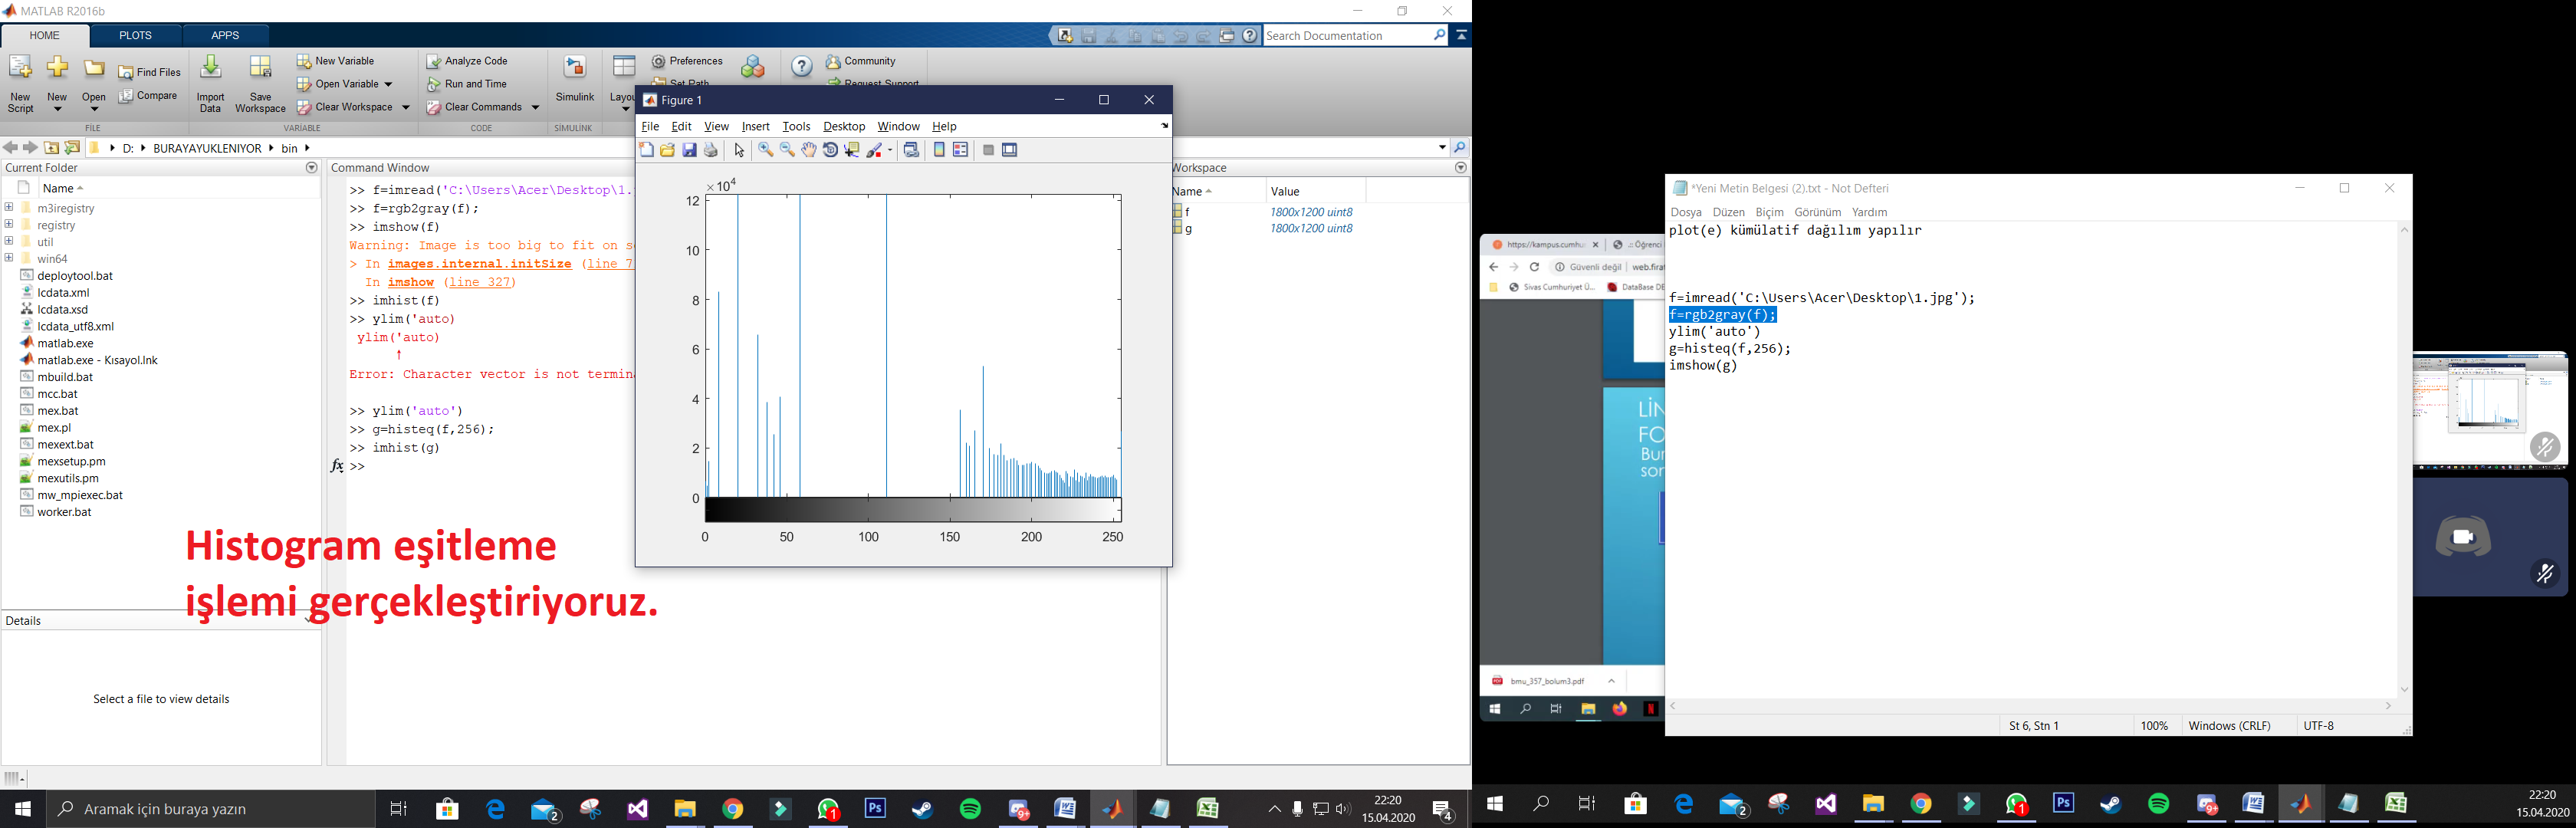 MATLAB R2016b
HOME PLOTS APPS
Search Documentation
New Script
New
Open
Find Files
Compare
Import Data
Save Workspace
New Variable
Open Variable
Clear Workspace
Analyze Code
Run and Time
Clear Commands
Simulink
Preferences
Set Path
Community
Request Support
FILE VARIABLE CODE SİMULİNK
D: BURAYAYUKLENIYOR bin
Current Folder
Name
m3iregistry
registry
util
win64
deploytool.bat
lcdata.xml
lcdata.xsd
lcdata_utf8.xml
matlab.exe
matlab.exe - Kısayol.lnk
mbuild.bat
mcc.bat
mex.bat
mex.pl
mexext.bat
mexsetup.pm
mexutils.pm
mw_mpiexec.bat
worker.bat
Details
Select a file to view details
Command Window
>> f=imread('C:\Users\Acer\Desktop\1.
>> f=rgb2gray(f);
>> imshow(f)
Warning: Image is too big to fit on
> In images.internal.initSize (line 7
In imshow (line 327)
>> imhist(f)
>> ylim('auto)
ylim('auto)
↑
Error: Character vector is not
>> ylim('auto')
>> g=histeq(f,256);
>> imhist(g)
fx >>
Histogram eşitleme
işlemi gerçekleştiriyoruz.
Figure 1
File Edit View Insert Tools Desktop Window Help
×10⁴
12
10
8
6
4
2
0
0 50 100 150 200 250
Workspace
Name Value
f 1800x1200 uint8
g 1800x1200 uint8
Aramak için buraya yazın
22:20
15.04.2020
*Yeni Metin Belgesi (2).txt - Not Defteri
Dosya Düzen Biçim Görünüm Yardım
plot(e) kümülatif dağılım yapılır
f=imread('C:\Users\Acer\Desktop\1.jpg');
f=rgb2gray(f);
ylim('auto')
g=histeq(f,256);
imshow(g)
St 6, Stn 1 100% Windows (CRLF) UTF-8
https://kampus.cumhu
Öğrenci
Güvenli değil web.firat
Sivas Cumhuriyet Ü... DataBase DE
LİN
FO
Bur
sor
bmu_357_bolum3.pdf
22:20
15.04.2020